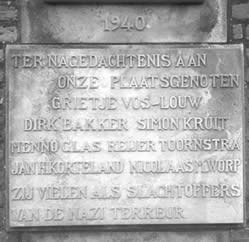 1940
TER NAGEDACHTENIS AAN
ONZE PLAATSGENOTEN
GRIETJE VOS-LOUW
DIRK BAKKER SIMON KRUIT
MENNO GLAS REIJER TOORNSTRA
JAN H. KORTELAND NICOLAAS M. WORP
ZIJ VIELEN ALS SLACHTOFFERS
VAN DE NAZI TERREUR